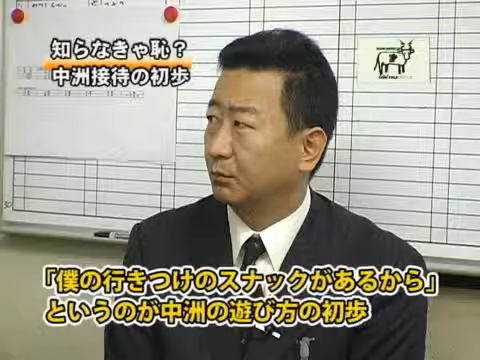 知らなきゃ恥？
中洲接待の初歩
「僕の行きつけのスナックがあるから」
というのが中洲の遊び方の初歩